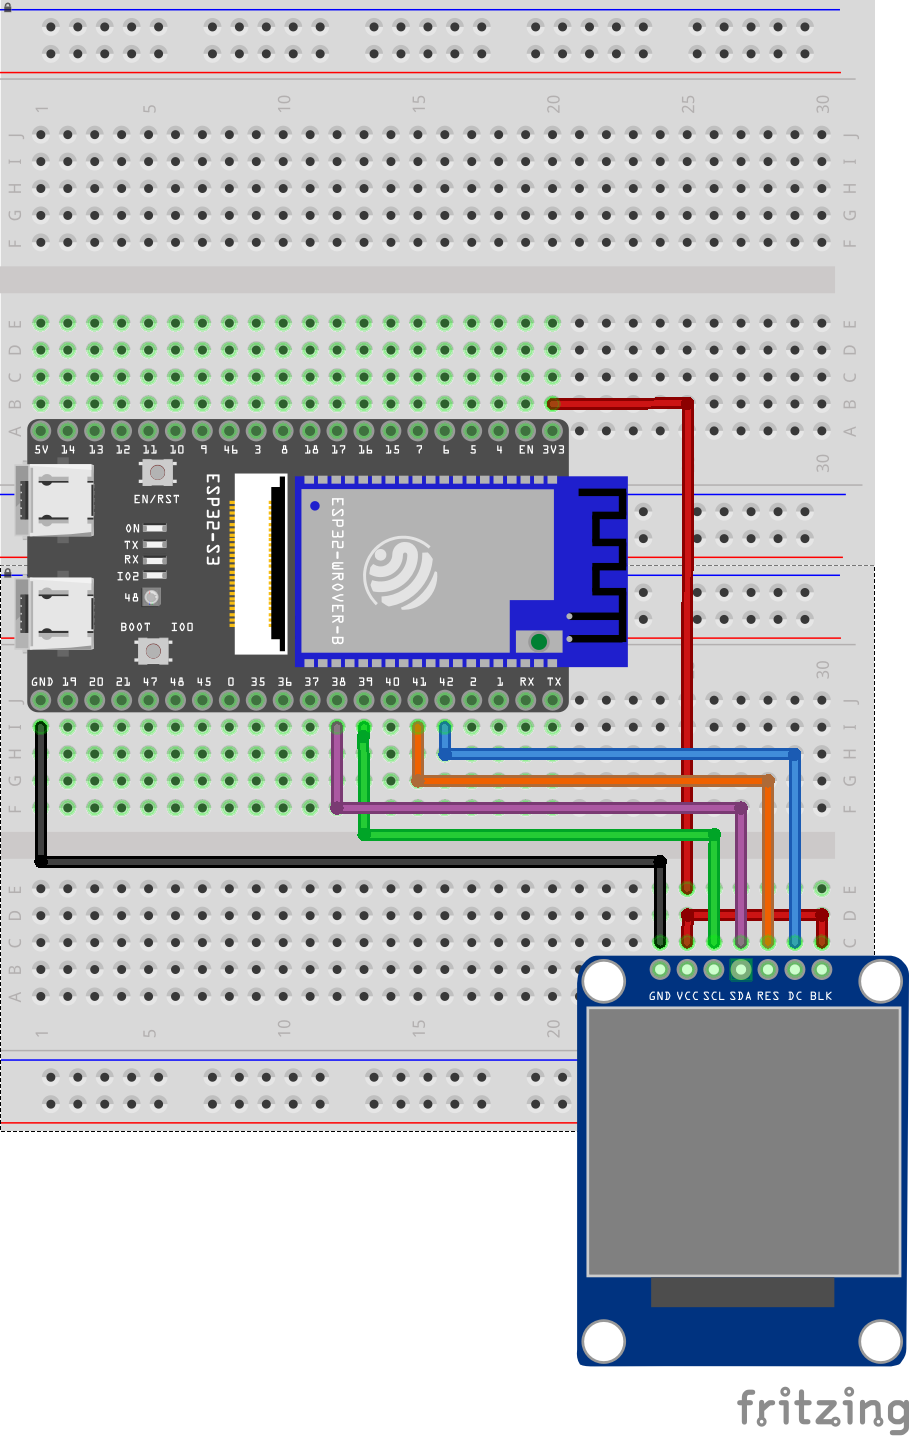 1 5 10 15 20 25 30
J J
I I
H H
G G
F F
E E
D D
C C
B B
A A
5V 14 13 12 11 10 9 46 3 8 18 17 16 15 7 6 5 4 EN 3V3
30
EN/RST
ESP32-S3
ESP32-WROVER-B
ON
TX
RX
IO2
48
BOOT IO0
30
GND 19 20 21 47 48 45 0 35 36 37 38 39 40 41 42 2 1 RX TX
J J
I I
H H
G G
F F
E E
D D
C C
B
A
GND VCC SCL SDA RES DC BLK
1 5 10 15 20
fritzing